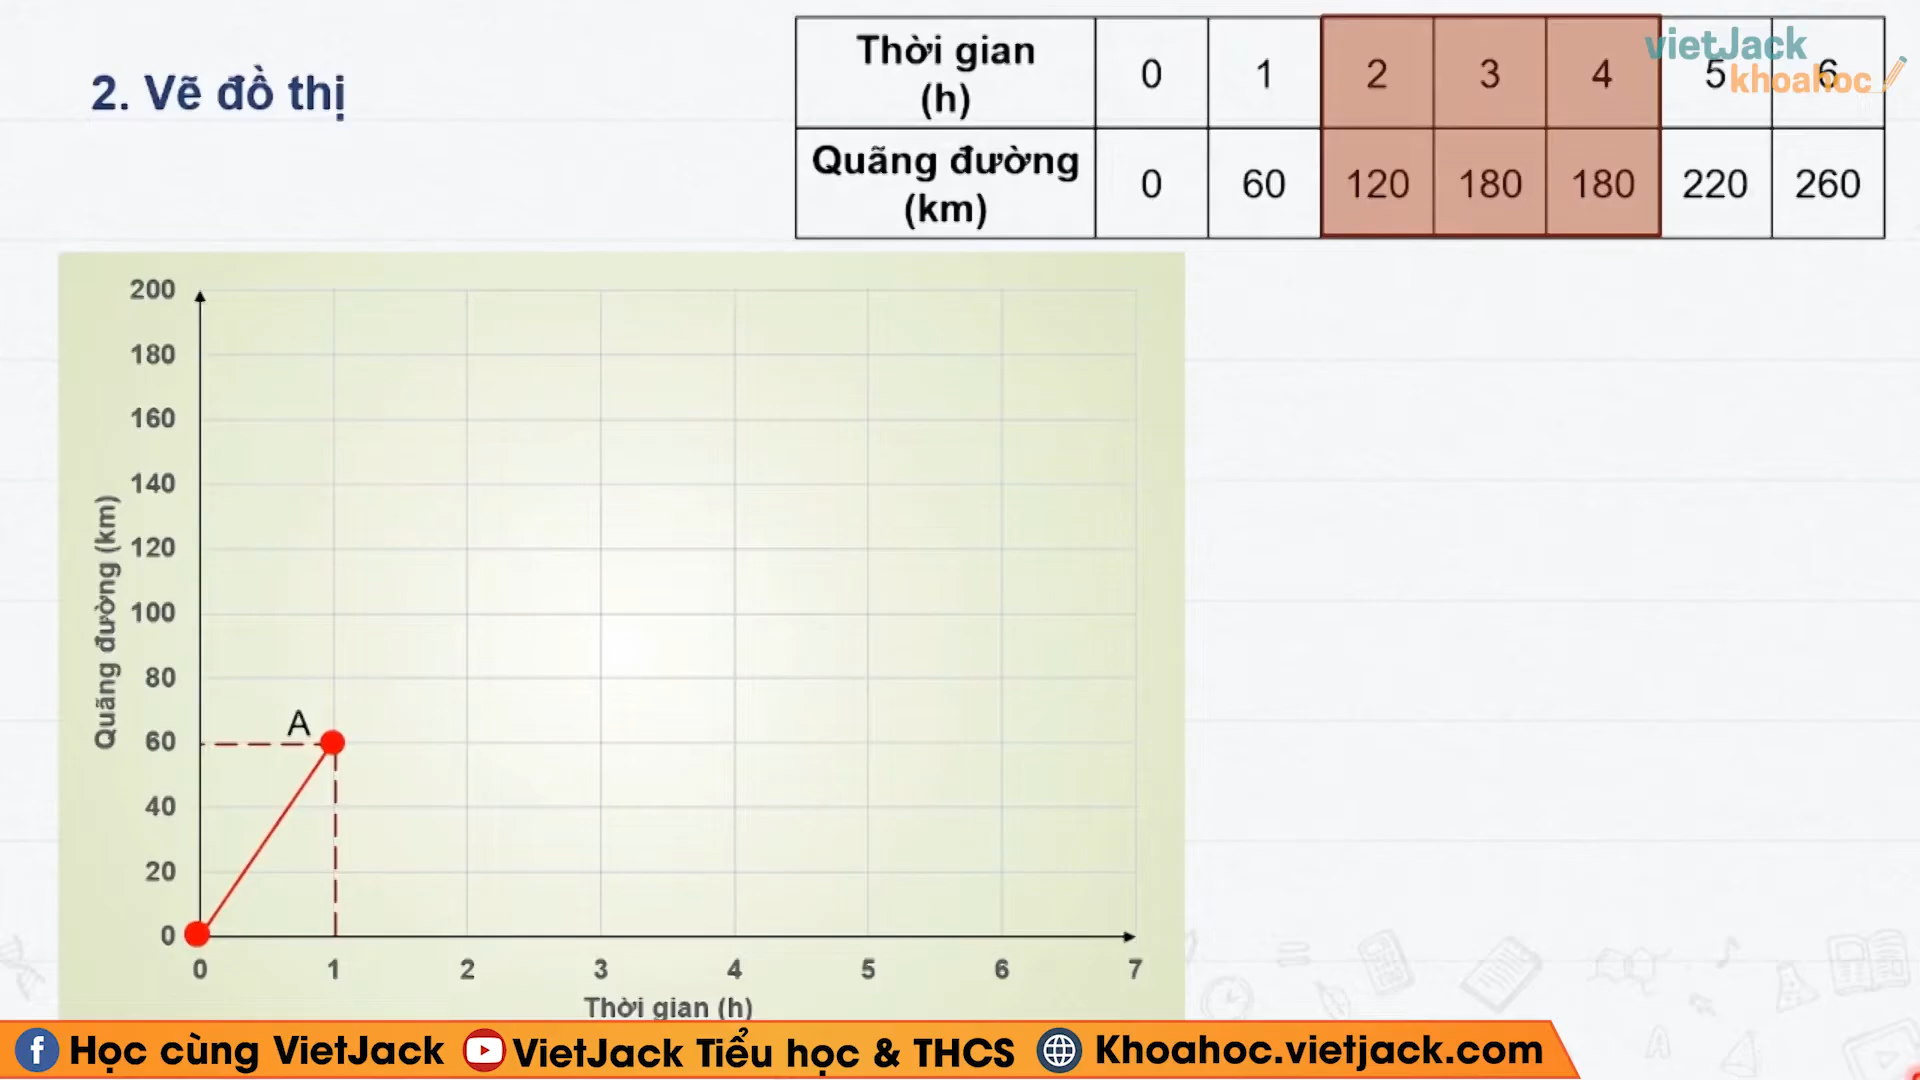 2. Vẽ đồ thị
Thời gian (h) 0 1 2 3 4 5 6
Quãng đường (km) 0 60 120 180 180 220 260
vietJack
khoahoc
200
180
160
140
120
100
80
60
40
20
0
Quãng đường (km)
A
0 1 2 3 4 5 6 7
Thời gian (h)
Học cùng VietJack VietJack Tiểu học & THCS Khoahoc.vietjack.com